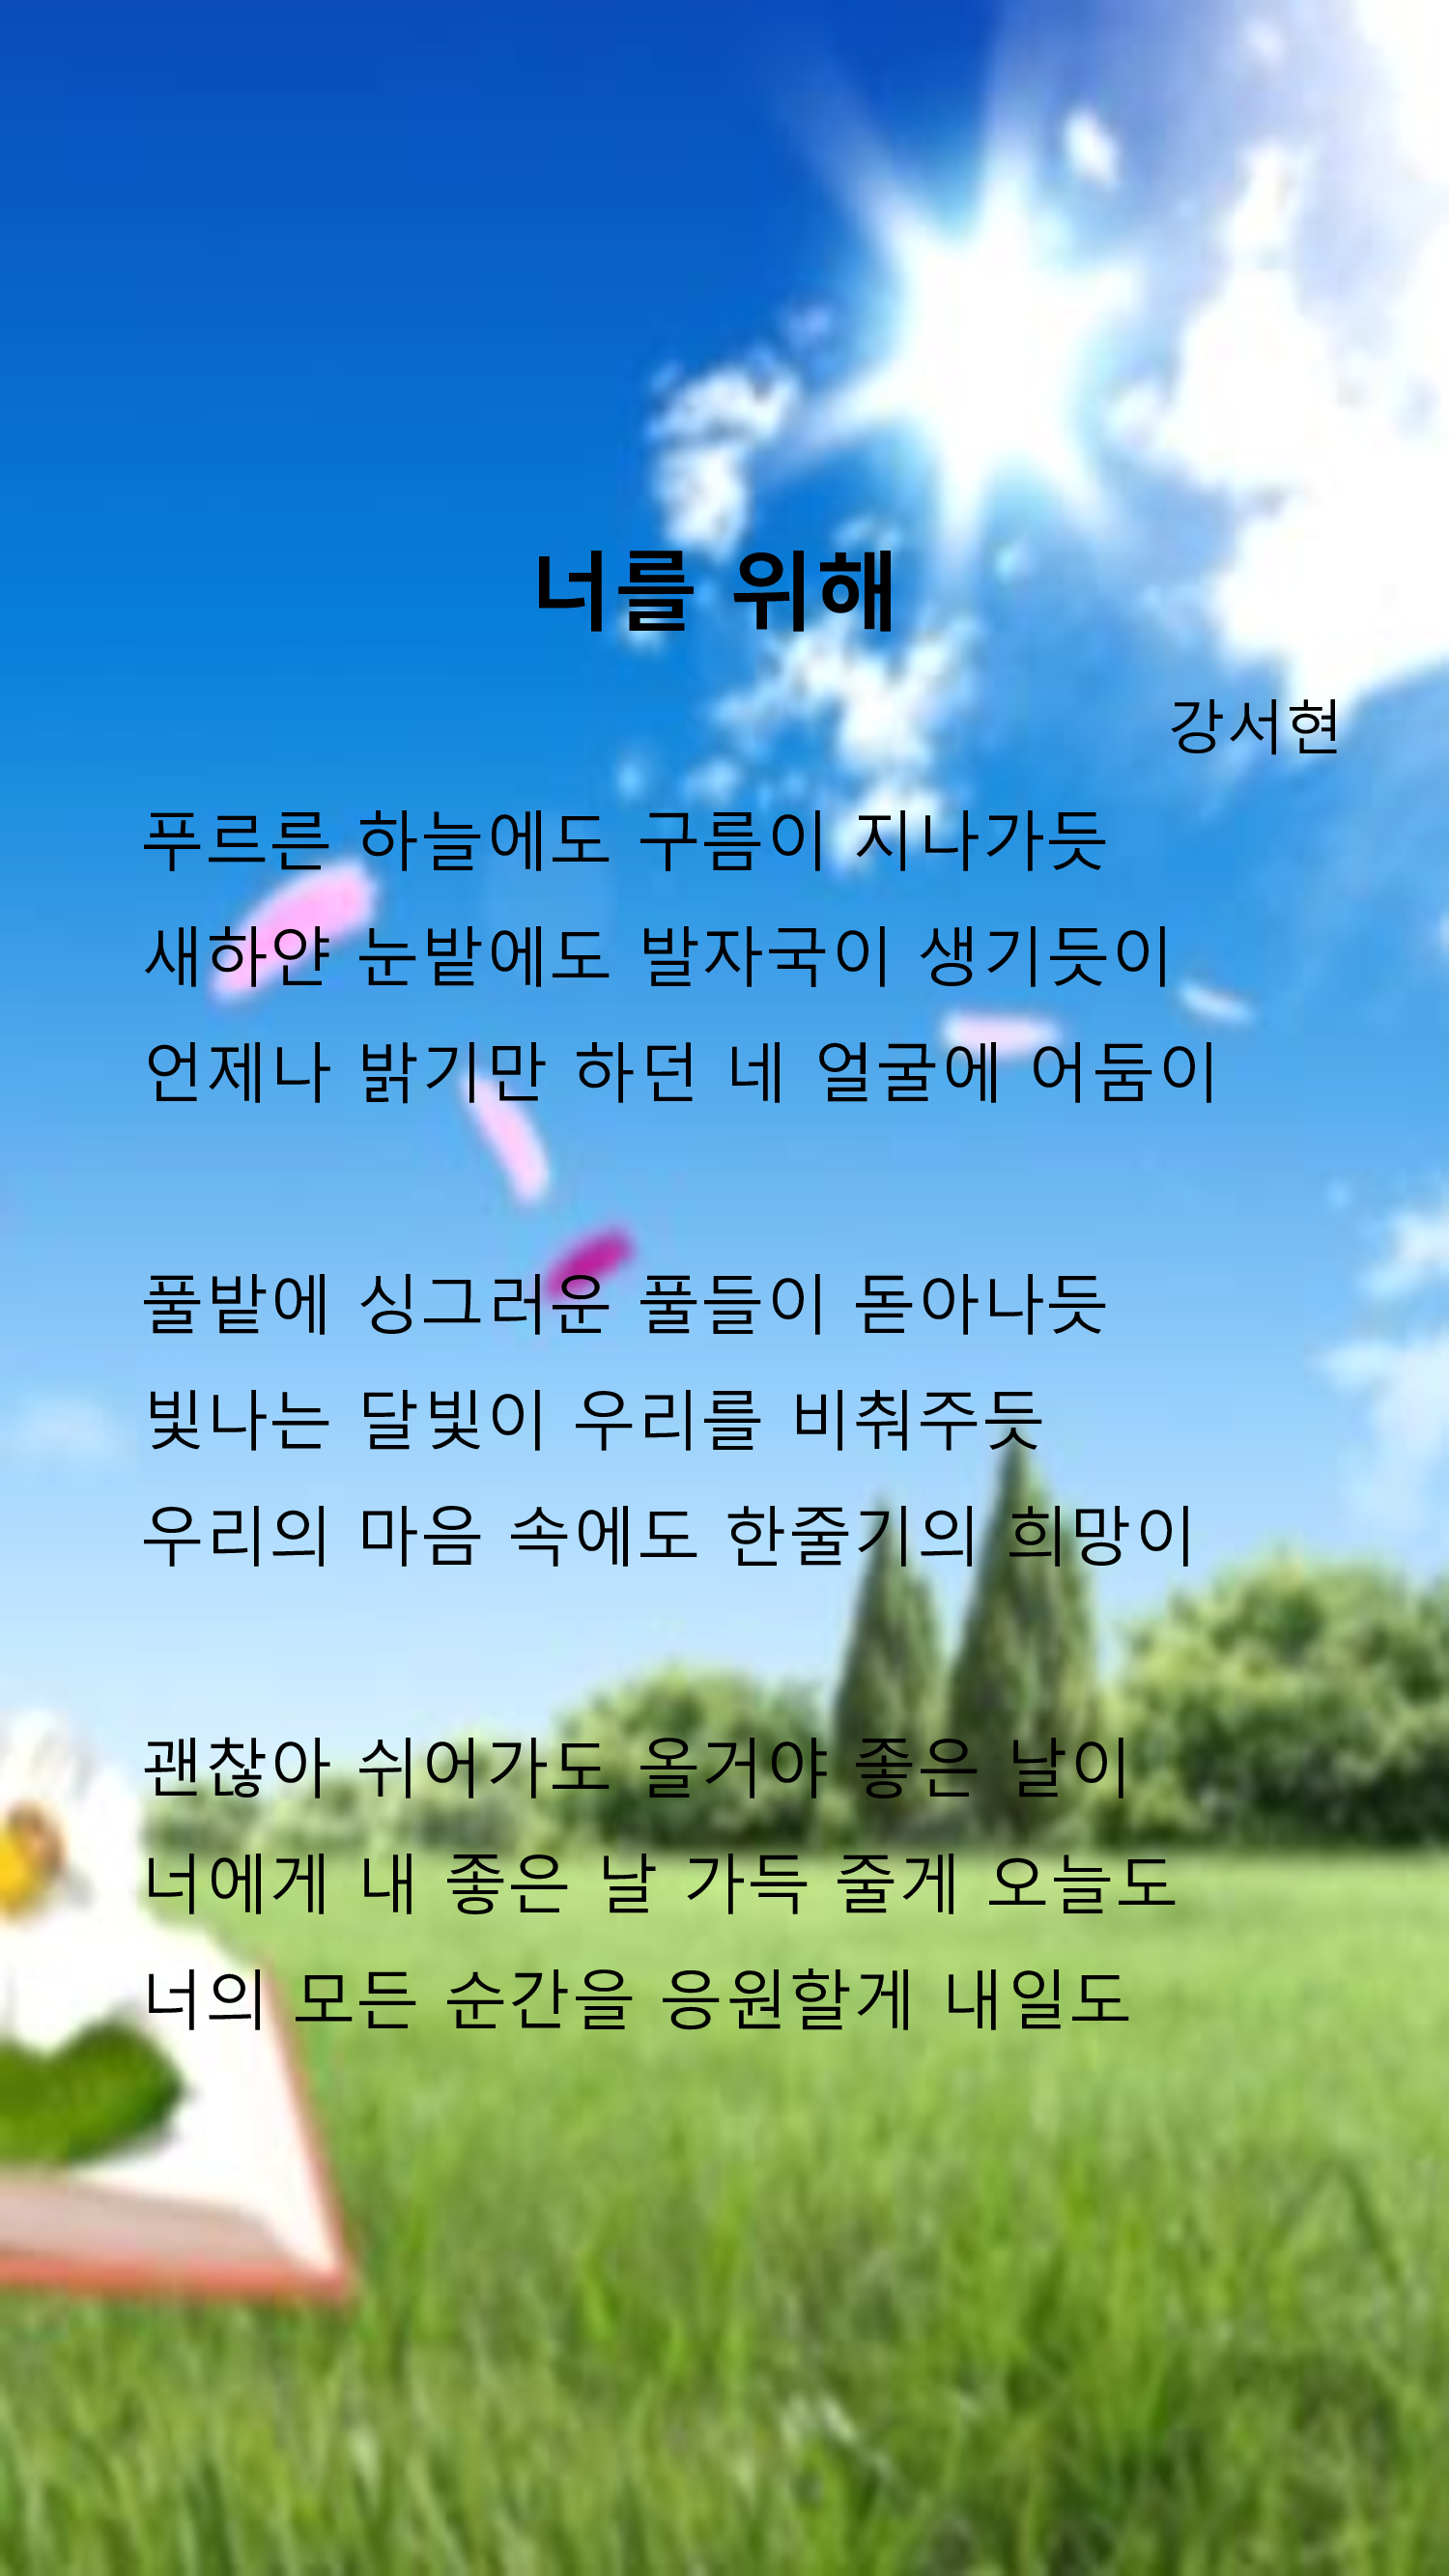 너를 위해
강서현
푸르른 하늘에도 구름이 지나가듯
새하얀 눈밭에도 발자국이 생기듯이
언제나 밝기만 하던 네 얼굴에 어둠이
풀밭에 싱그러운 풀들이 돋아나듯
빛나는 달빛이 우리를 비춰주듯
우리의 마음 속에도 한줄기의 희망이
괜찮아 쉬어가도 올거야 좋은 날이
너에게 내 좋은 날 가득 줄게 오늘도
너의 모든 순간을 응원할게 내일도